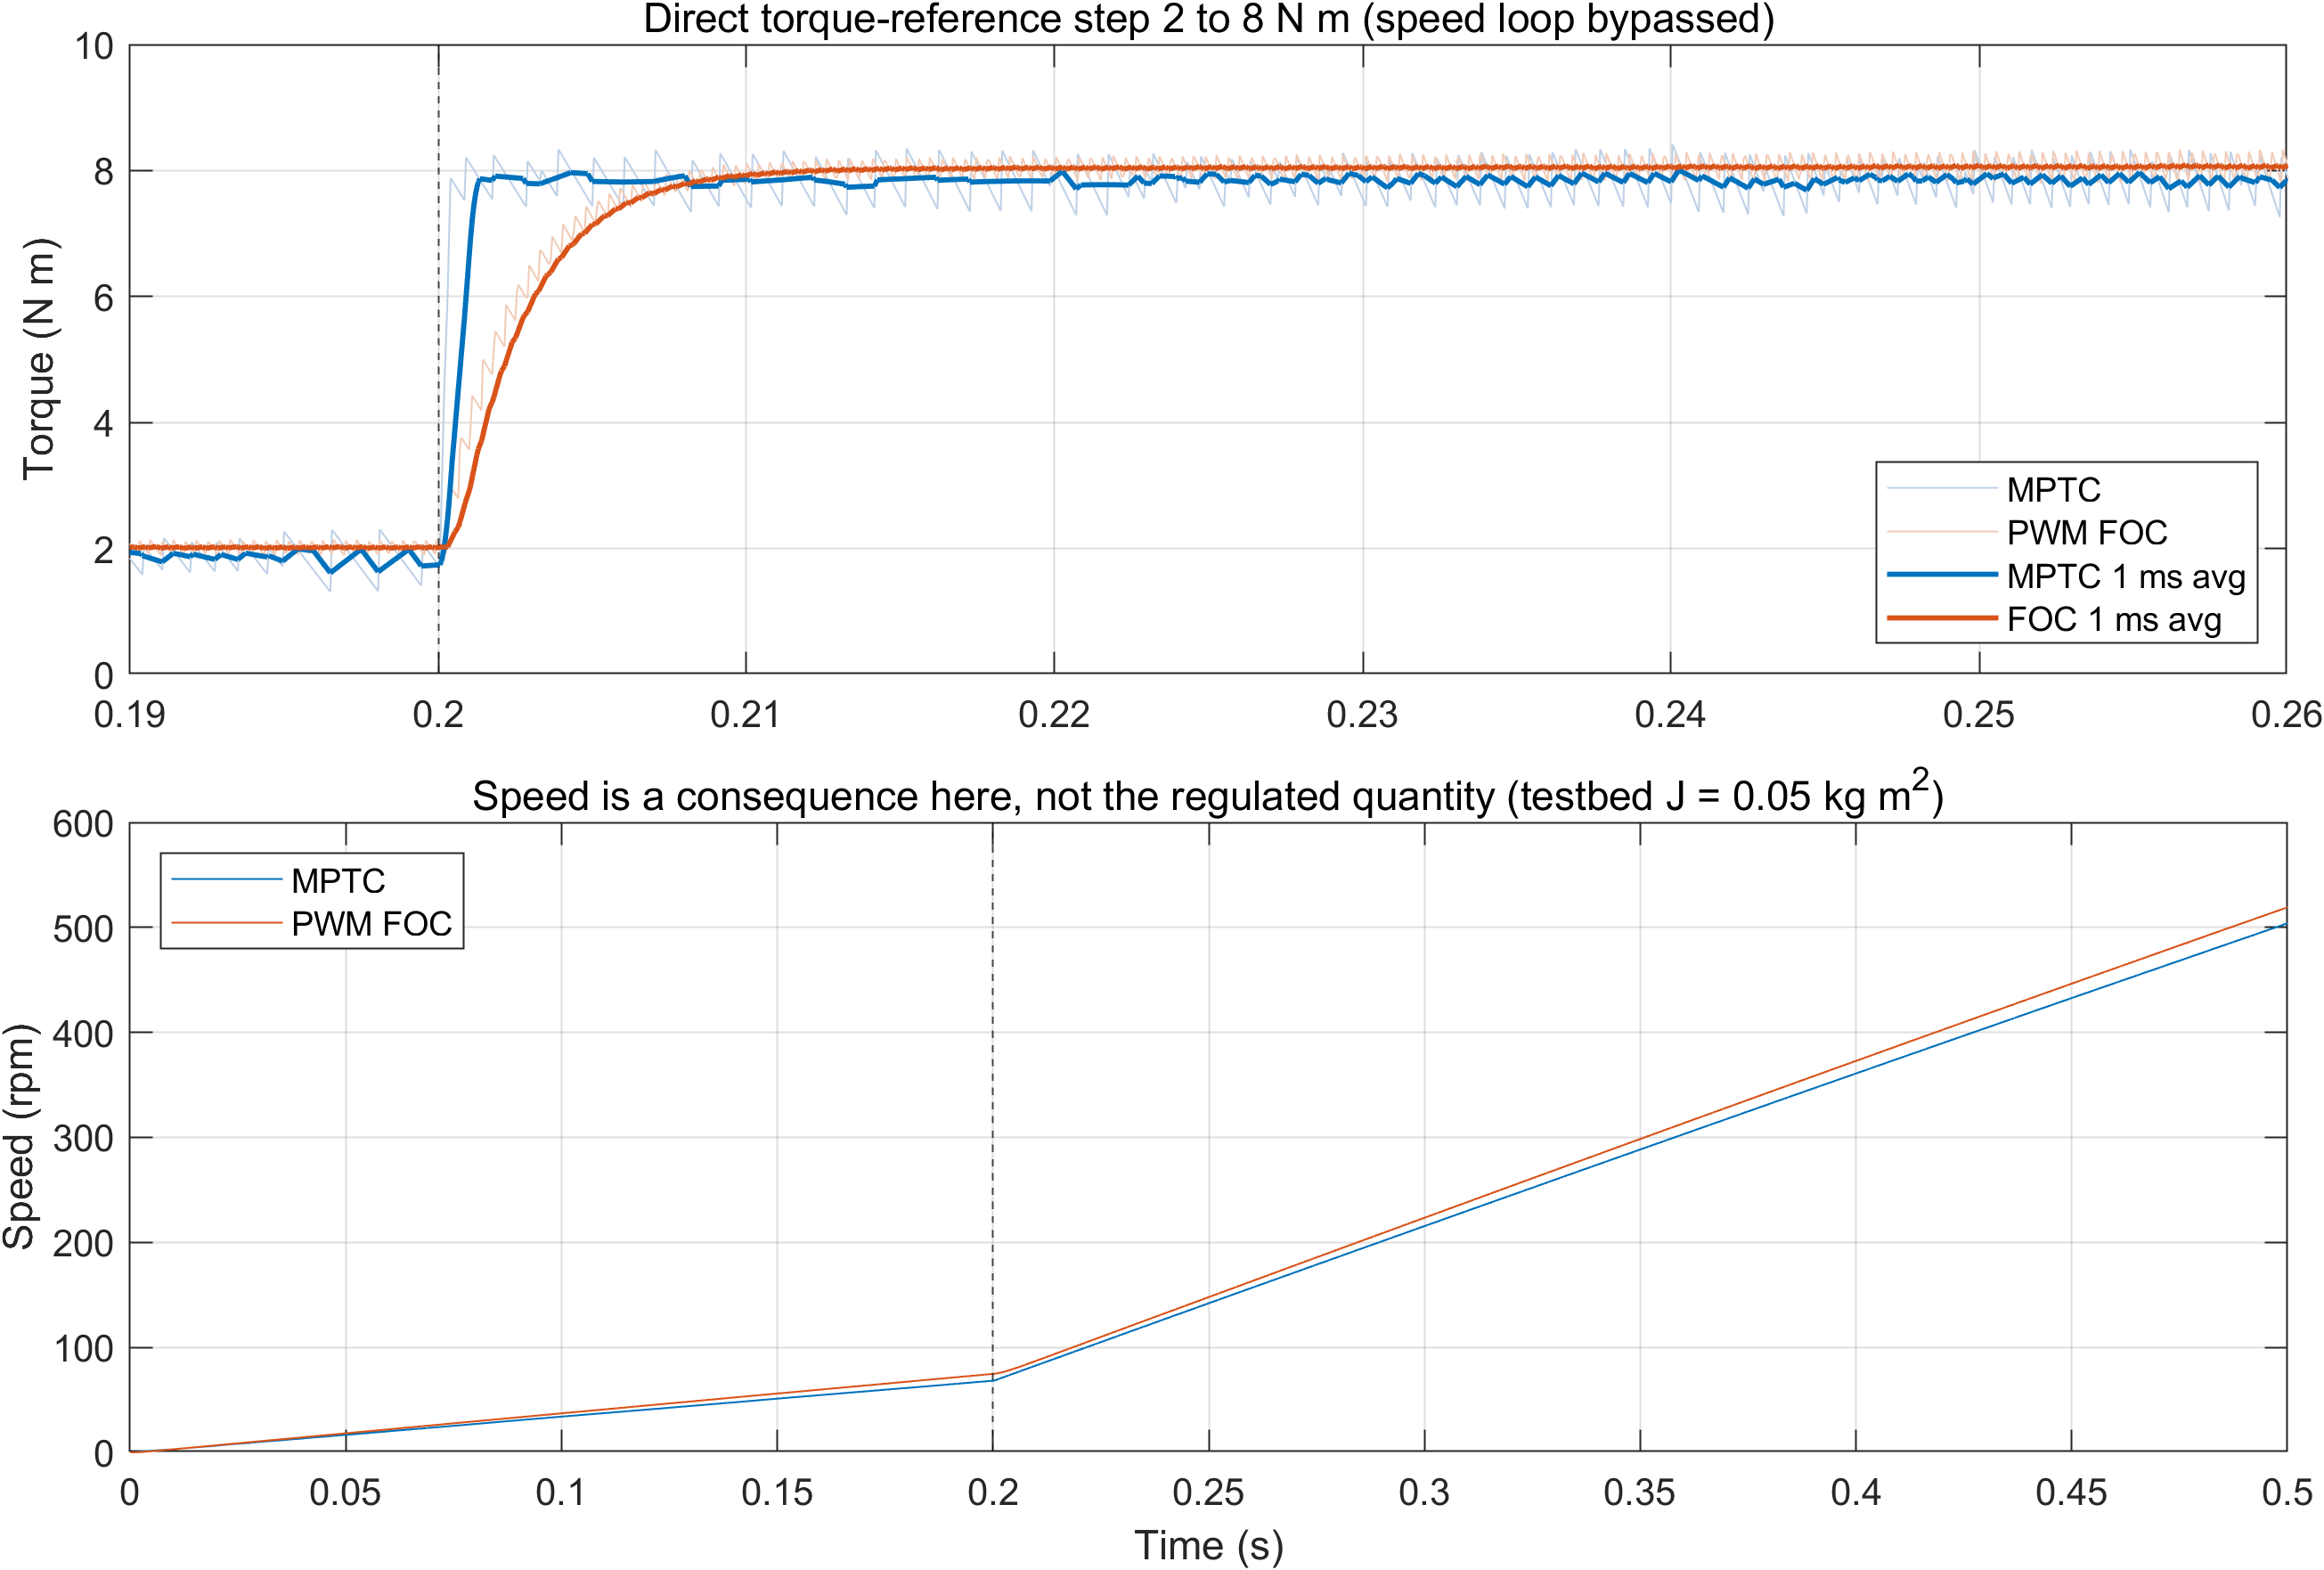 Direct torque-reference step 2 to 8 N m (speed loop bypassed)
10
8
6
4
2
0
Torque (N m)
MPTC
PWM FOC
MPTC 1 ms avg
FOC 1 ms avg
0.19 0.2 0.21 0.22 0.23 0.24 0.25 0.26
Speed is a consequence here, not the regulated quantity (testbed J = 0.05 kg m²)
600
500
400
300
200
100
0
Speed (rpm)
MPTC
PWM FOC
0 0.05 0.1 0.15 0.2 0.25 0.3 0.35 0.4 0.45 0.5
Time (s)